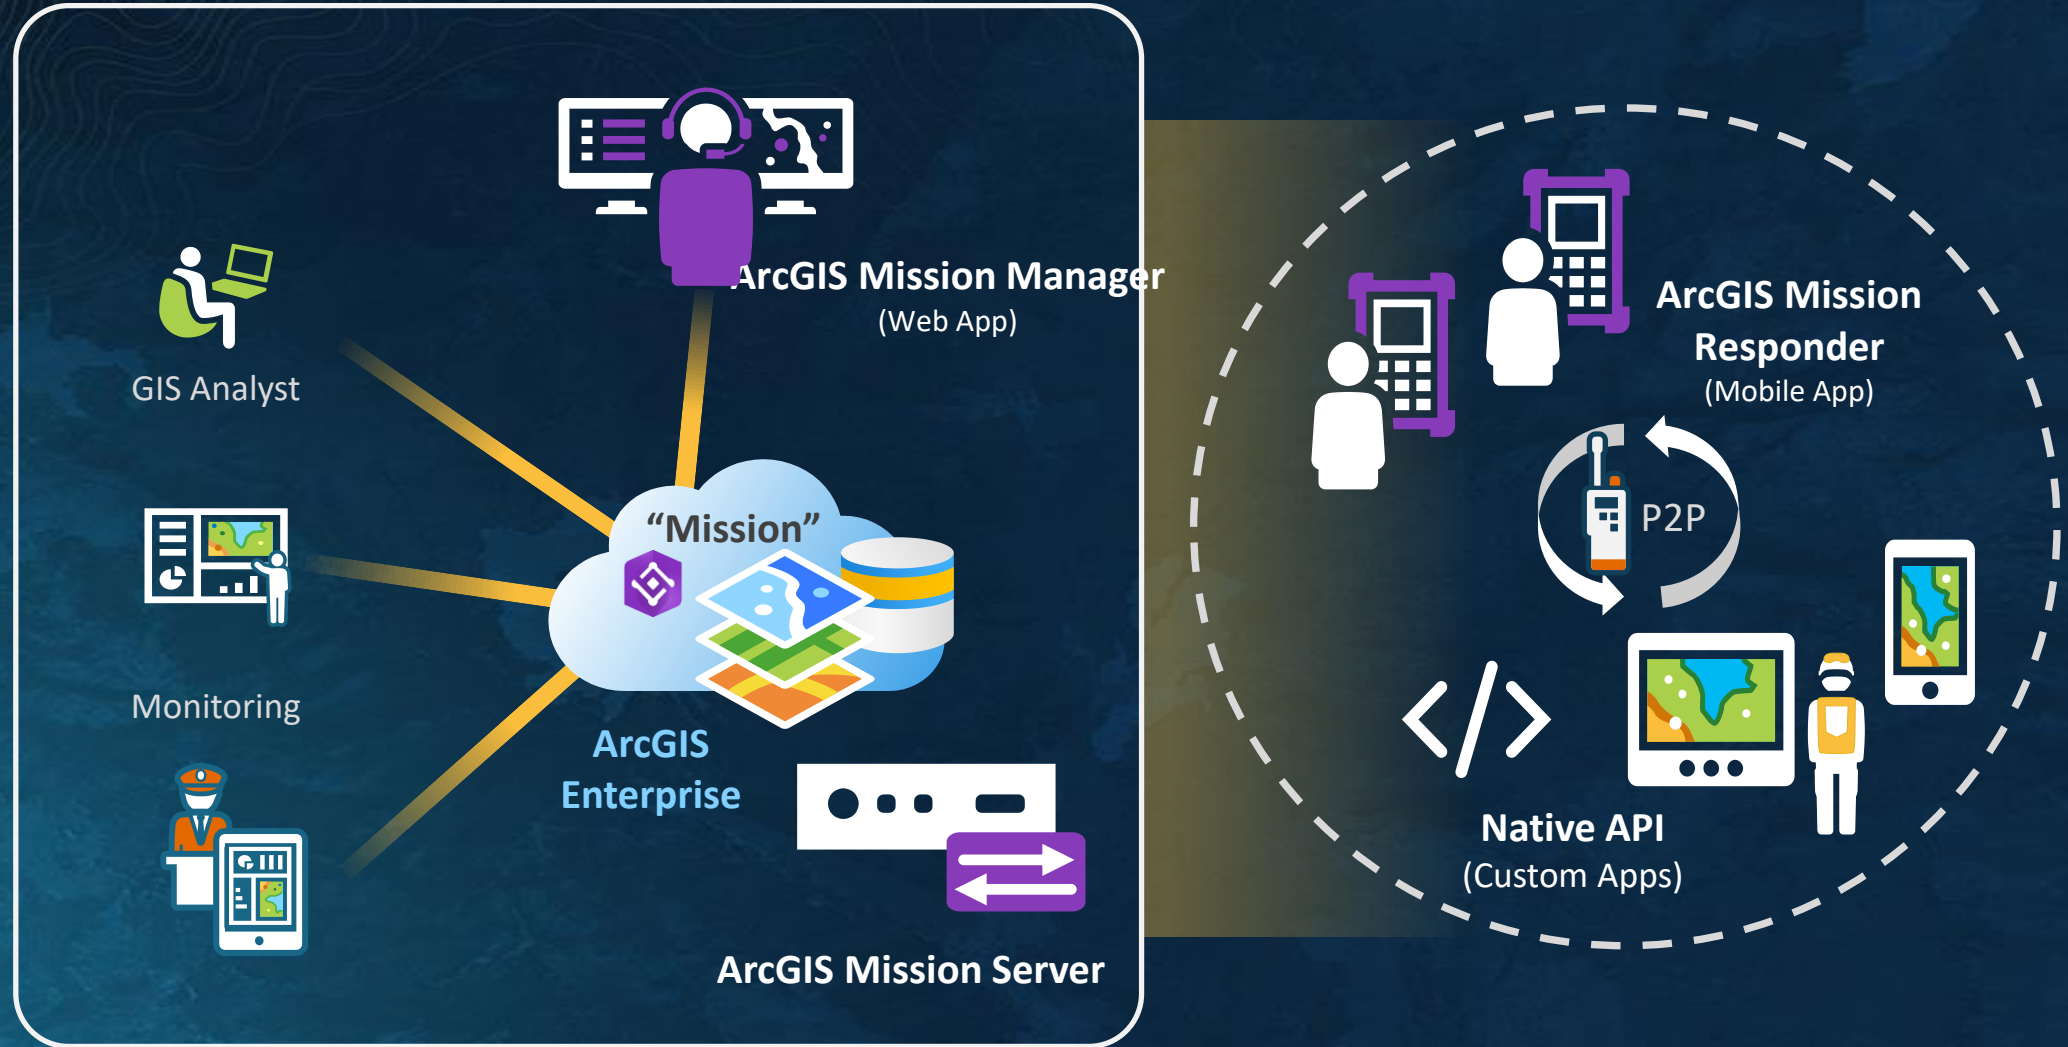 ArcGIS Mission Manager
(Web App)
GIS Analyst
Monitoring
“Mission”
ArcGIS
Enterprise
ArcGIS Mission Server
ArcGIS Mission
Responder
(Mobile App)
P2P
Native API
(Custom Apps)